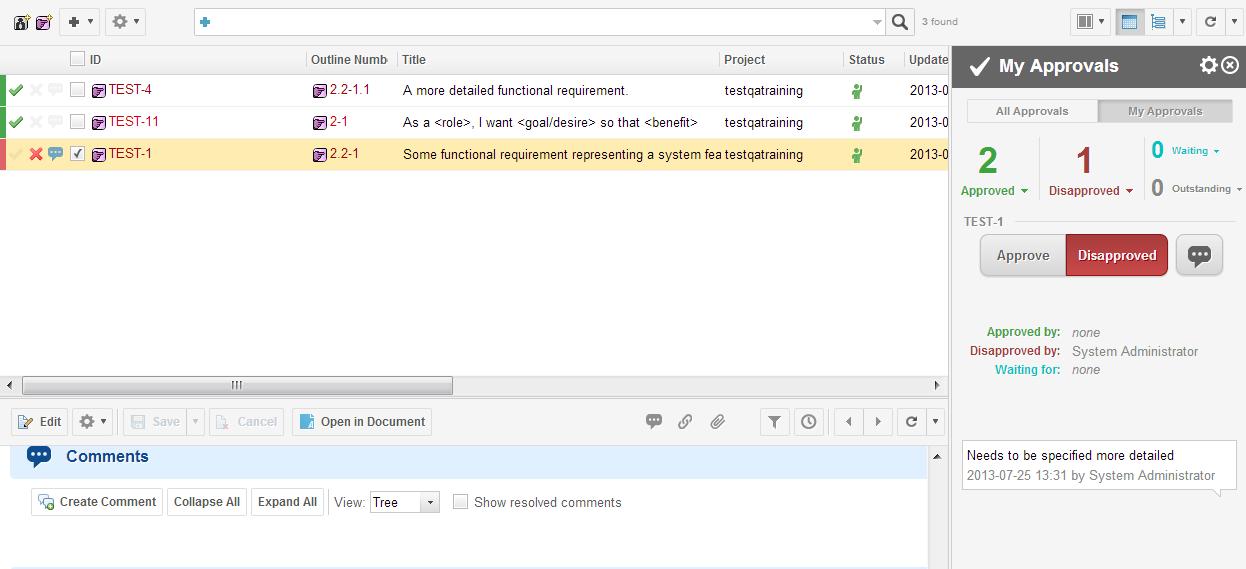 3 found
ID Outline Numb Title Project Status Update
TEST-4 2.2-1.1 A more detailed functional requirement. testqatraining 2013-0
TEST-11 2-1 As a <role>, I want <goal/desire> so that <benefit> testqatraining 2013-0
TEST-1 2.2-1 Some functional requirement representing a system fea testqatraining 2013-0
Edit Save Cancel Open in Document
Comments
Create Comment Collapse All Expand All View: Tree Show resolved comments
My Approvals
All Approvals My Approvals
2 Approved
1 Disapproved
0 Waiting
0 Outstanding
TEST-1
Approve Disapproved
Approved by: none
Disapproved by: System Administrator
Waiting for: none
Needs to be specified more detailed
2013-07-25 13:31 by System Administrator